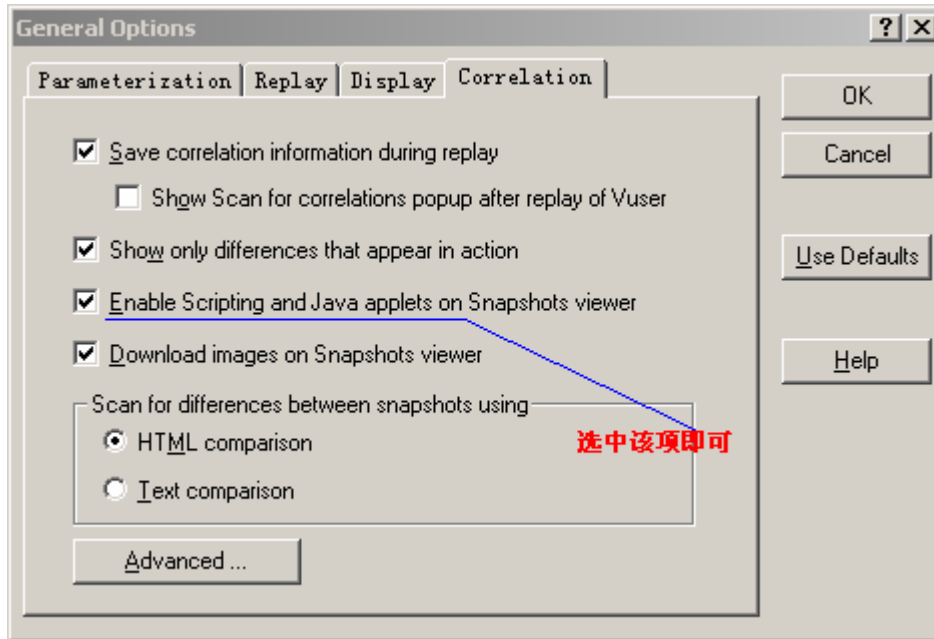 General Options
Parameterization Replay Display Correlation
OK
Save correlation information during replay
Cancel
Show Scan for correlations popup after replay of Vuser
Show only differences that appear in action
Use Defaults
Enable Scripting and Java applets on Snapshots viewer
Download images on Snapshots viewer
Help
Scan for differences between snapshots using
HTML comparison
选中该项即可
Text comparison
Advanced ...